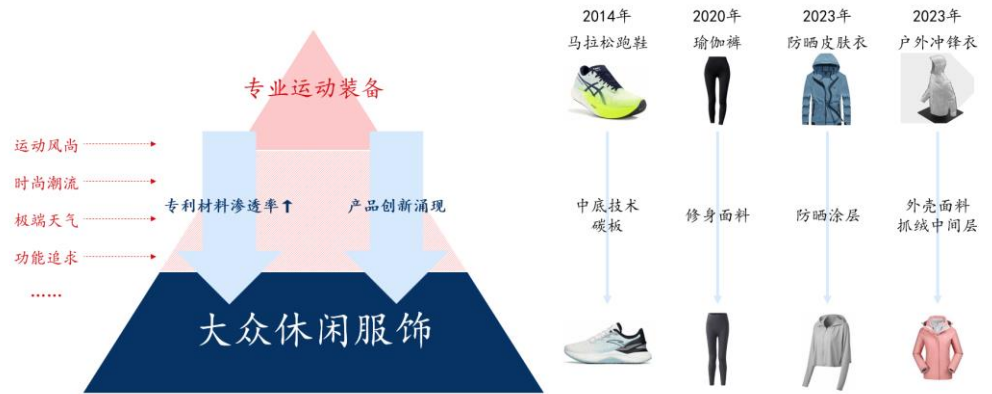 专业运动装备
运动风尚
时尚潮流
极端天气
功能追求
……
专利材料渗透率↑
产品创新涌现
大众休闲服饰
2014年
马拉松跑鞋
中底技术
碳板
2020年
瑜伽裤
修身面料
2023年
防晒皮肤衣
防晒涂层
2023年
户外冲锋衣
外壳面料
抓绒中间层